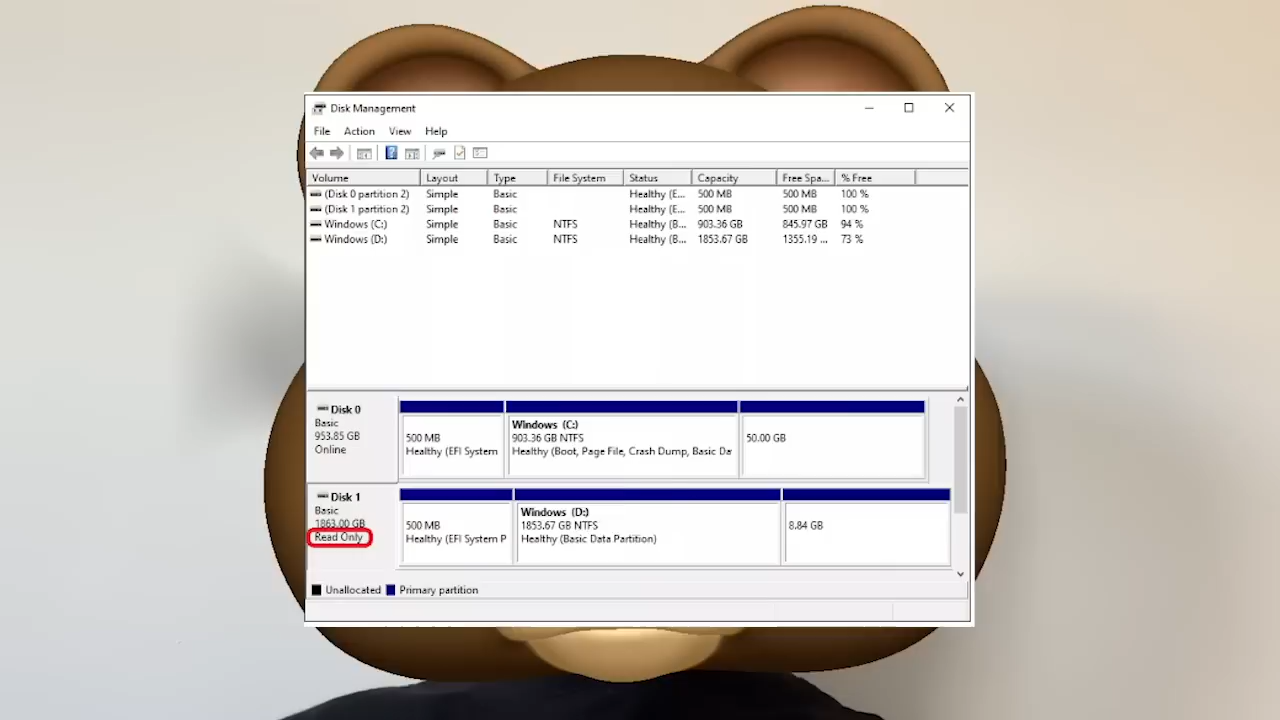 Disk Management
File Action View Help
Volume Layout Type File System Status Capacity Free Spa... % Free
(Disk 0 partition 2) Simple Basic Healthy (E... 500 MB 500 MB 100 %
(Disk 1 partition 2) Simple Basic Healthy (E... 500 MB 500 MB 100 %
Windows (C:) Simple Basic NTFS Healthy (B... 903.36 GB 845.97 GB 94 %
Windows (D:) Simple Basic NTFS Healthy (B... 1853.67 GB 1355.19 ... 73 %
Disk 0
Basic
953.85 GB
Online
500 MB
Healthy (EFI System
Windows (C:)
903.36 GB NTFS
Healthy (Boot, Page File, Crash Dump, Basic Da
50.00 GB
Disk 1
Basic
1863.00 GB
Read Only
500 MB
Healthy (EFI System P
Windows (D:)
1853.67 GB NTFS
Healthy (Basic Data Partition)
8.84 GB
Unallocated Primary partition